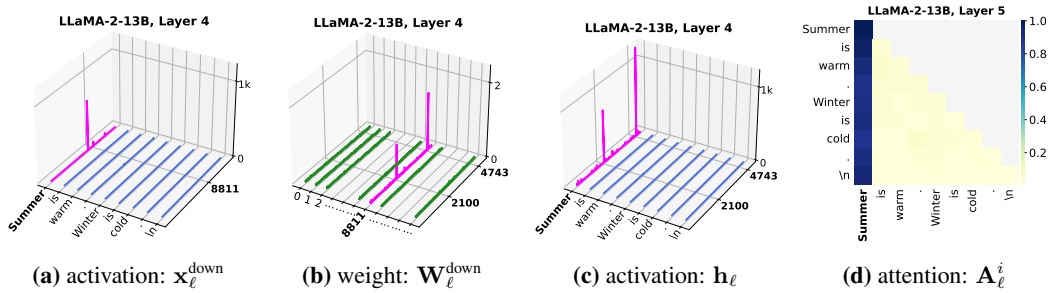 LLaMA-2-13B, Layer 4
1k
0
8811
Summer
is
warm
.
Winter
is
cold
.
\n
(a) activation: x_ℓ^down
LLaMA-2-13B, Layer 4
2
0
4743
2100
0 1 2 ........ 8811 ........
(b) weight: W_ℓ^down
LLaMA-2-13B, Layer 4
1k
0
4743
2100
Summer
is
warm
.
Winter
is
cold
.
\n
(c) activation: h_ℓ
LLaMA-2-13B, Layer 5
Summer
is
warm
.
Winter
is
cold
.
\n
Summer
is
warm
.
Winter
is
cold
.
\n
1.0
0.8
0.6
0.4
0.2
(d) attention: A_ℓ^i